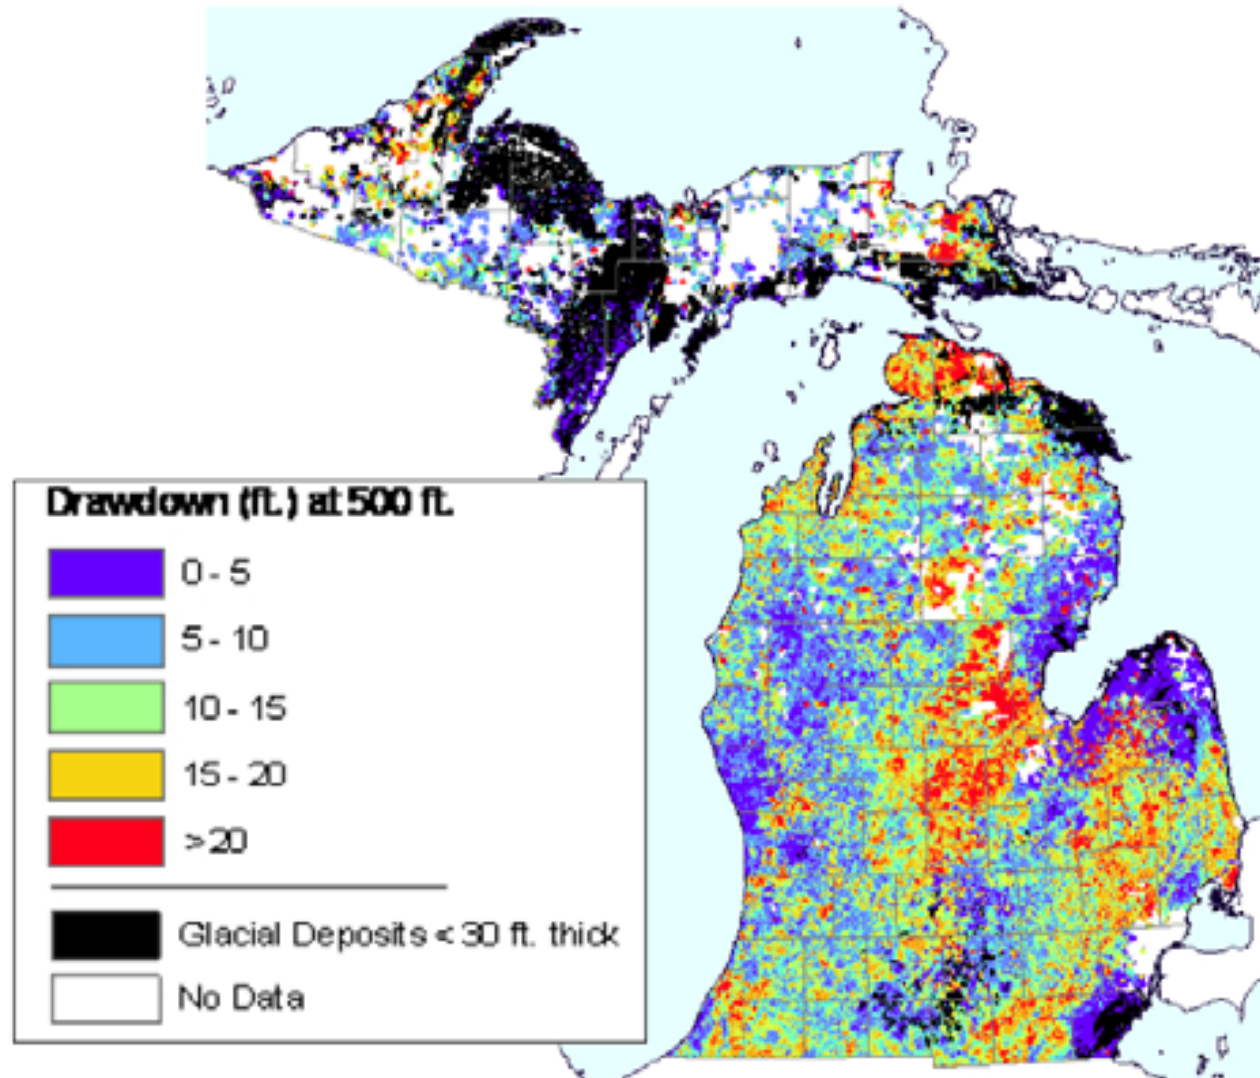 Drawdown (ft.) at 500 ft.
0 - 5
5 - 10
10 - 15
15 - 20
>20
Glacial Deposits < 30 ft. thick
No Data